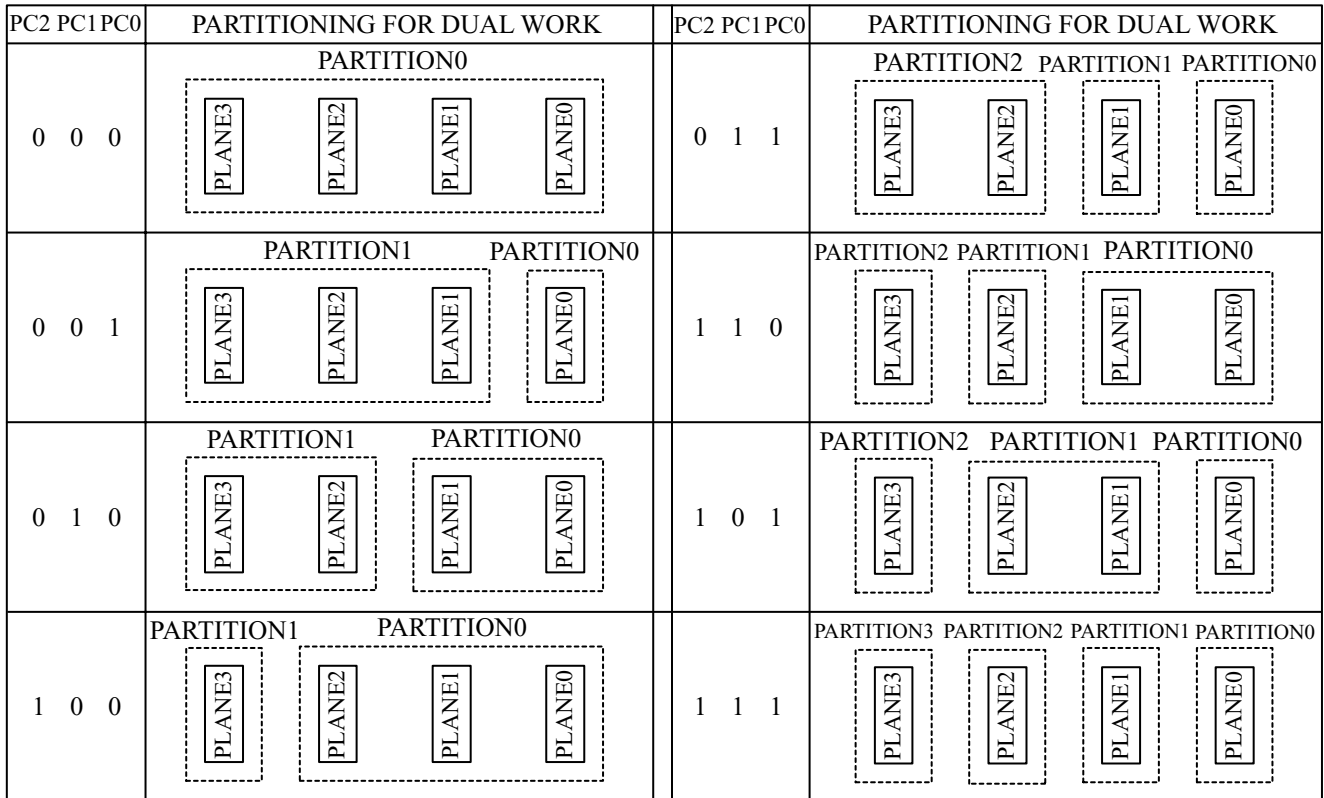 PC2 PC1 PC0 PARTITIONING FOR DUAL WORK PC2 PC1 PC0 PARTITIONING FOR DUAL WORK
PARTITION0
0 0 0
PLANE3 PLANE2 PLANE1 PLANE0
PARTITION2 PARTITION1 PARTITION0
0 1 1
PLANE3 PLANE2 PLANE1 PLANE0
PARTITION1 PARTITION0
0 0 1
PLANE3 PLANE2 PLANE1 PLANE0
PARTITION2 PARTITION1 PARTITION0
1 1 0
PLANE3 PLANE2 PLANE1 PLANE0
PARTITION1 PARTITION0
0 1 0
PLANE3 PLANE2 PLANE1 PLANE0
PARTITION2 PARTITION1 PARTITION0
1 0 1
PLANE3 PLANE2 PLANE1 PLANE0
PARTITION1 PARTITION0
1 0 0
PLANE3 PLANE2 PLANE1 PLANE0
PARTITION3 PARTITION2 PARTITION1 PARTITION0
1 1 1
PLANE3 PLANE2 PLANE1 PLANE0